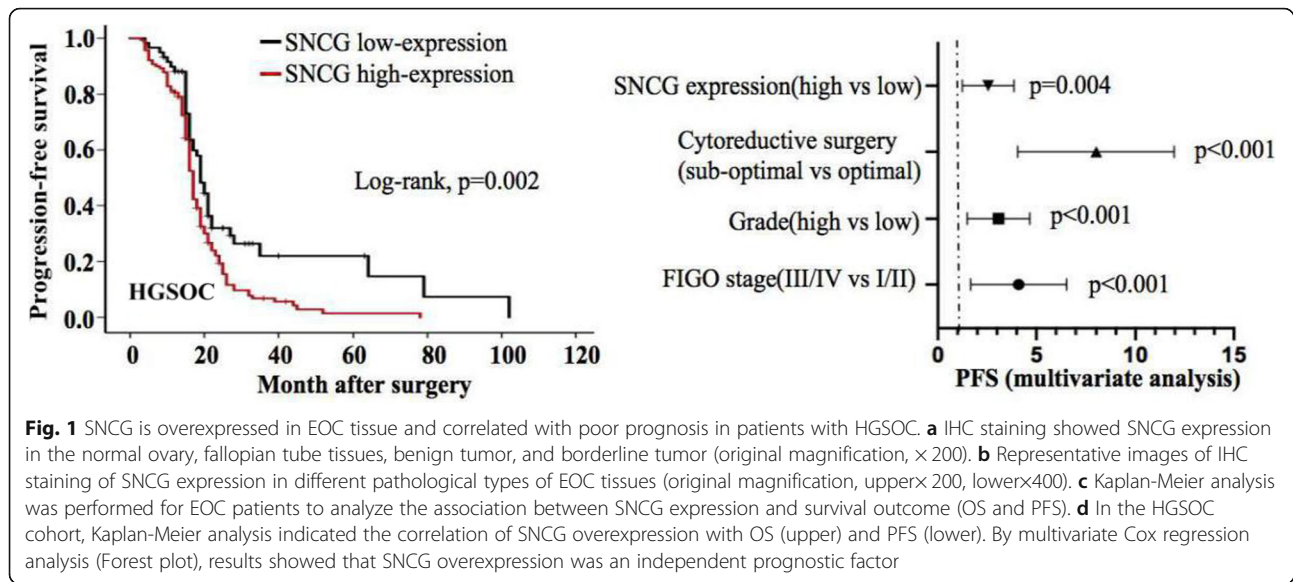 1.0
0.8
0.6
0.4
0.2
0.0
Progression-free survival
SNCG low-expression
SNCG high-expression
Log-rank, p=0.002
HGSOC
0 20 40 60 80 100 120
Month after surgery
SNCG expression(high vs low)
p=0.004
Cytoreductive surgery
(sub-optimal vs optimal)
p<0.001
Grade(high vs low)
p<0.001
FIGO stage(III/IV vs I/II)
p<0.001
0 5 10 15
PFS (multivariate analysis)
Fig. 1 SNCG is overexpressed in EOC tissue and correlated with poor prognosis in patients with HGSOC. a IHC staining showed SNCG expression
in the normal ovary, fallopian tube tissues, benign tumor, and borderline tumor (original magnification, × 200). b Representative images of IHC
staining of SNCG expression in different pathological types of EOC tissues (original magnification, upper× 200, lower×400). c Kaplan-Meier analysis
was performed for EOC patients to analyze the association between SNCG expression and survival outcome (OS and PFS). d In the HGSOC
cohort, Kaplan-Meier analysis indicated the correlation of SNCG overexpression with OS (upper) and PFS (lower). By multivariate Cox regression
analysis (Forest plot), results showed that SNCG overexpression was an independent prognostic factor